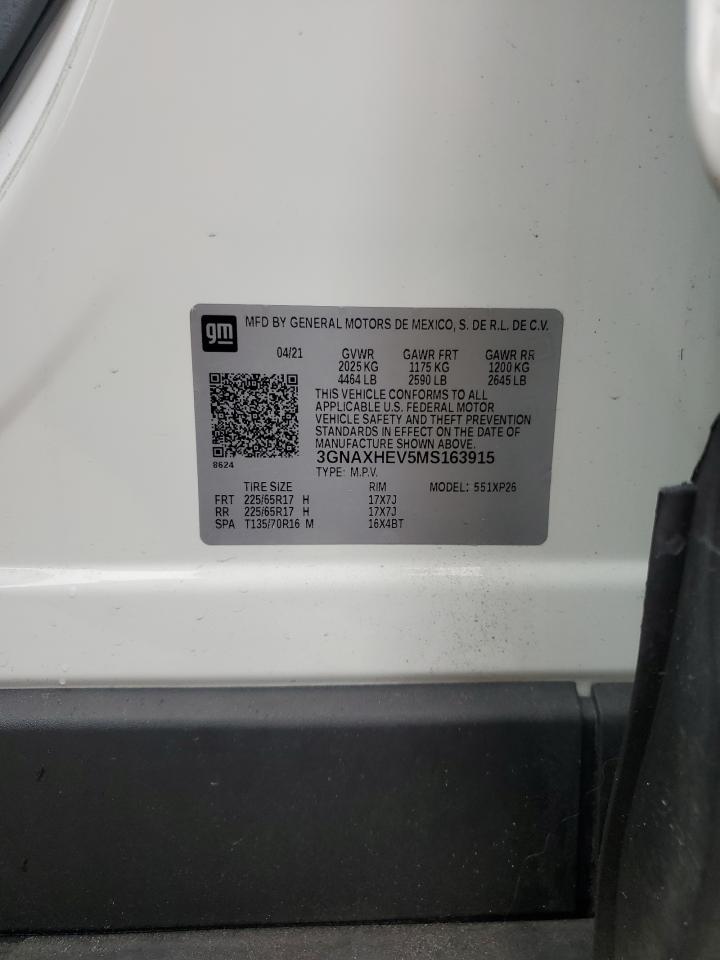 gm MFD BY GENERAL MOTORS DE MEXICO, S. DE R.L. DE C.V.
04/21 GVWR GAWR FRT GAWR RR
2025 KG 1175 KG 1200 KG
4464 LB 2590 LB 2645 LB
THIS VEHICLE CONFORMS TO ALL
APPLICABLE U.S. FEDERAL MOTOR
VEHICLE SAFETY AND THEFT PREVENTION
STANDARDS IN EFFECT ON THE DATE OF
MANUFACTURE SHOWN ABOVE.
3GNAXHEV5MS163915
8624
TYPE: M.P.V.
TIRE SIZE RIM MODEL: 551XP26
FRT 225/65R17 H 17X7J
RR 225/65R17 H 17X7J
SPA T135/70R16 M 16X4BT